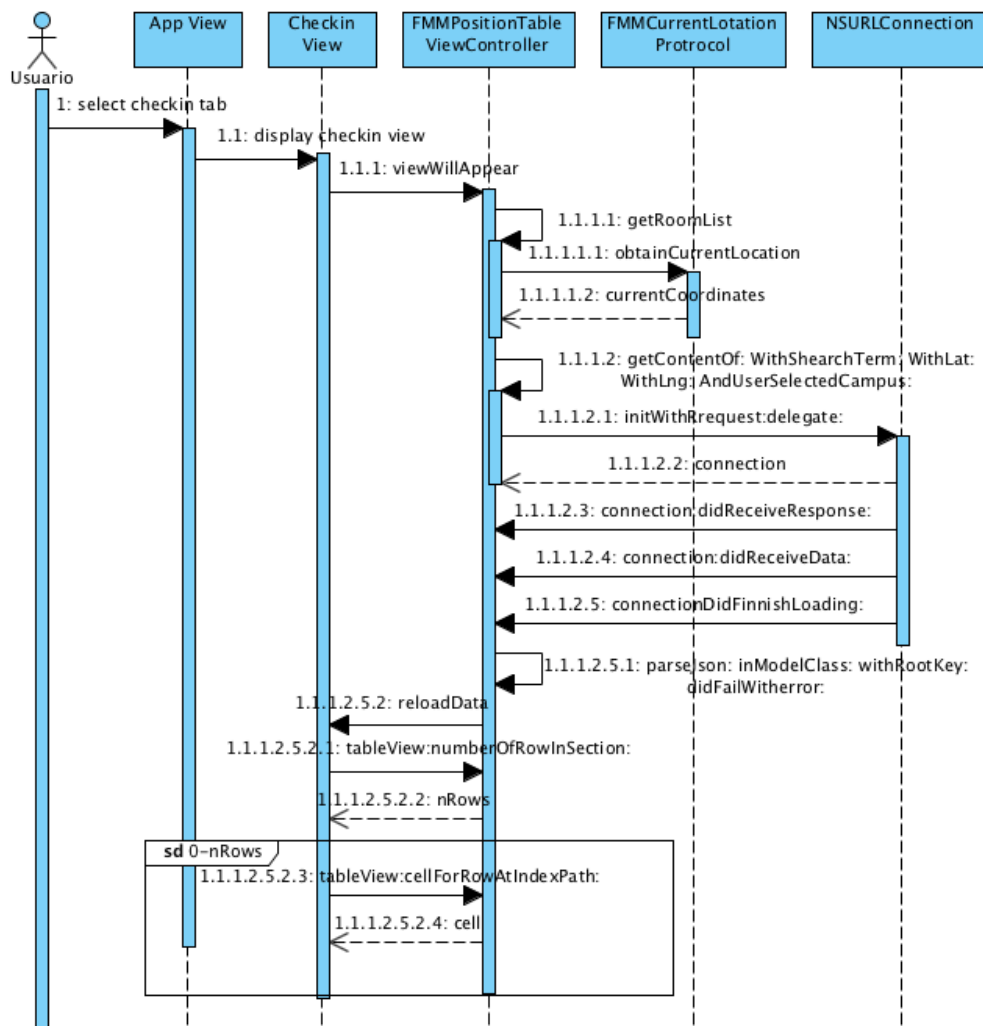 App View
Checkin
View
FMMPositionTable
ViewController
FMMCurrentLotation
Protrocol
NSURLConnection
Usuario
1: select checkin tab
1.1: display checkin view
1.1.1: viewWillAppear
1.1.1.1: getRoomList
1.1.1.1.1: obtainCurrentLocation
1.1.1.1.2: currentCoordinates
1.1.1.2: getContentOf: WithShearchTerm: WithLat:
WithLng: AndUserSelectedCampus:
1.1.1.2.1: initWithRrequest:delegate:
1.1.1.2.2: connection
1.1.1.2.3: connection:didReceiveResponse:
1.1.1.2.4: connection:didReceiveData:
1.1.1.2.5: connectionDidFinnishLoading:
1.1.1.2.5.1: parseJson: inModelClass: withRootKey:
didFailWitherror:
1.1.1.2.5.2: reloadData
1.1.1.2.5.2.1: tableView:numberOfRowInSection:
1.1.1.2.5.2.2: nRows
sd 0-nRows
1.1.1.2.5.2.3: tableView:cellForRowAtIndexPath:
1.1.1.2.5.2.4: cell